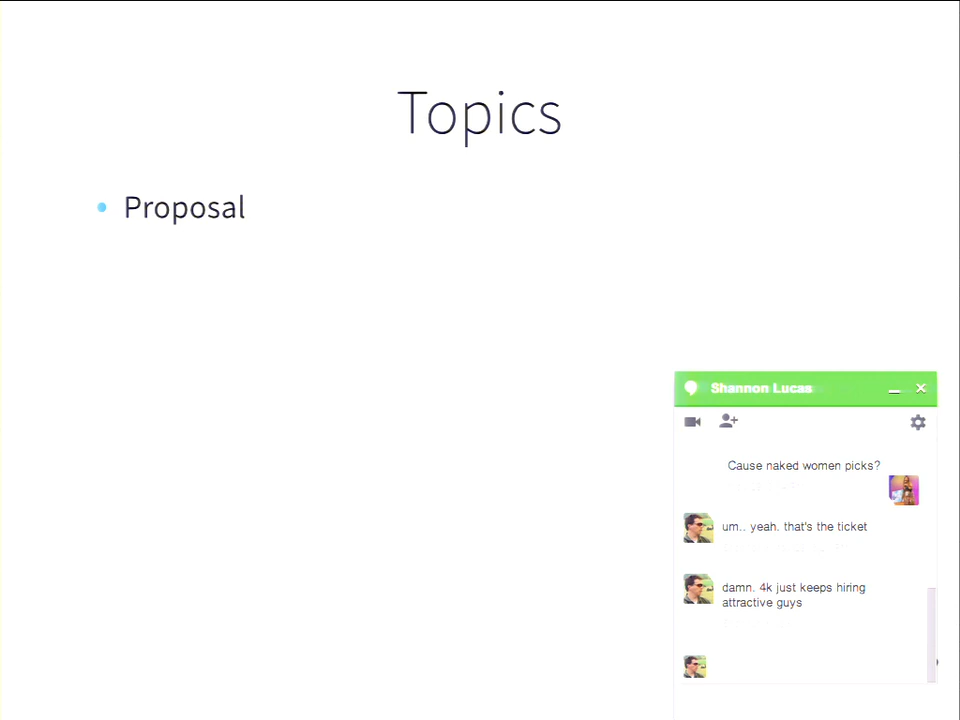 Topics
• Proposal
Shannon Lucas
Cause naked women picks?
um.. yeah. that's the ticket
damn. 4k just keeps hiring
attractive guys